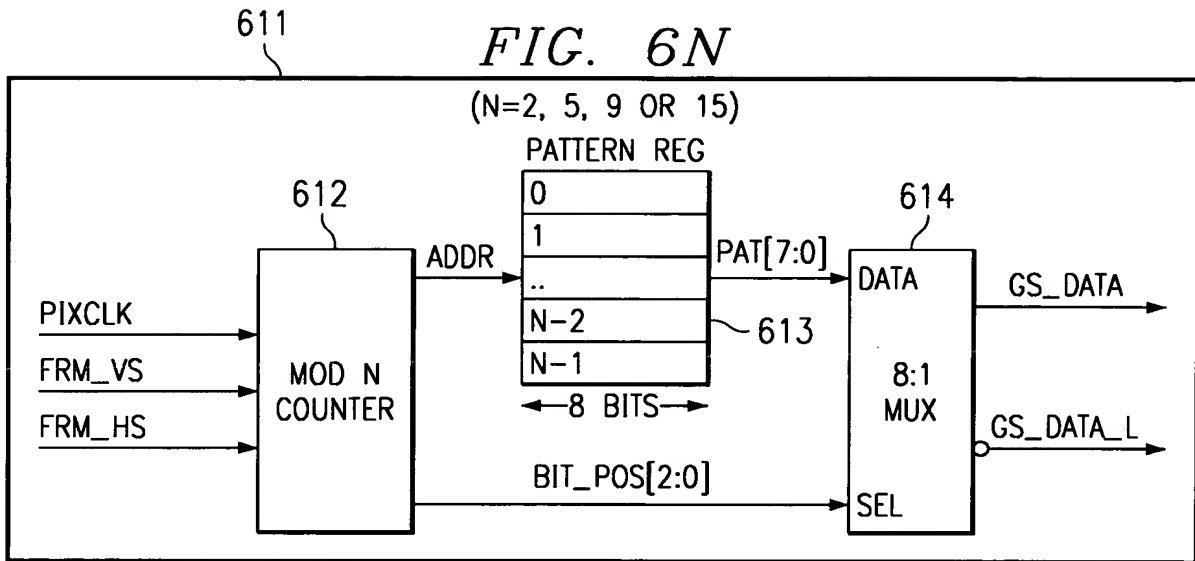 611
FIG. 6N
(N=2, 5, 9 OR 15)
PATTERN REG
0
1
..
N-2
N-1
8 BITS
612
ADDR
PAT[7:0]
614
613
PIXCLK
FRM_VS
FRM_HS
MOD N
COUNTER
BIT_POS[2:0]
DATA
8:1
MUX
SEL
GS_DATA
GS_DATA_L